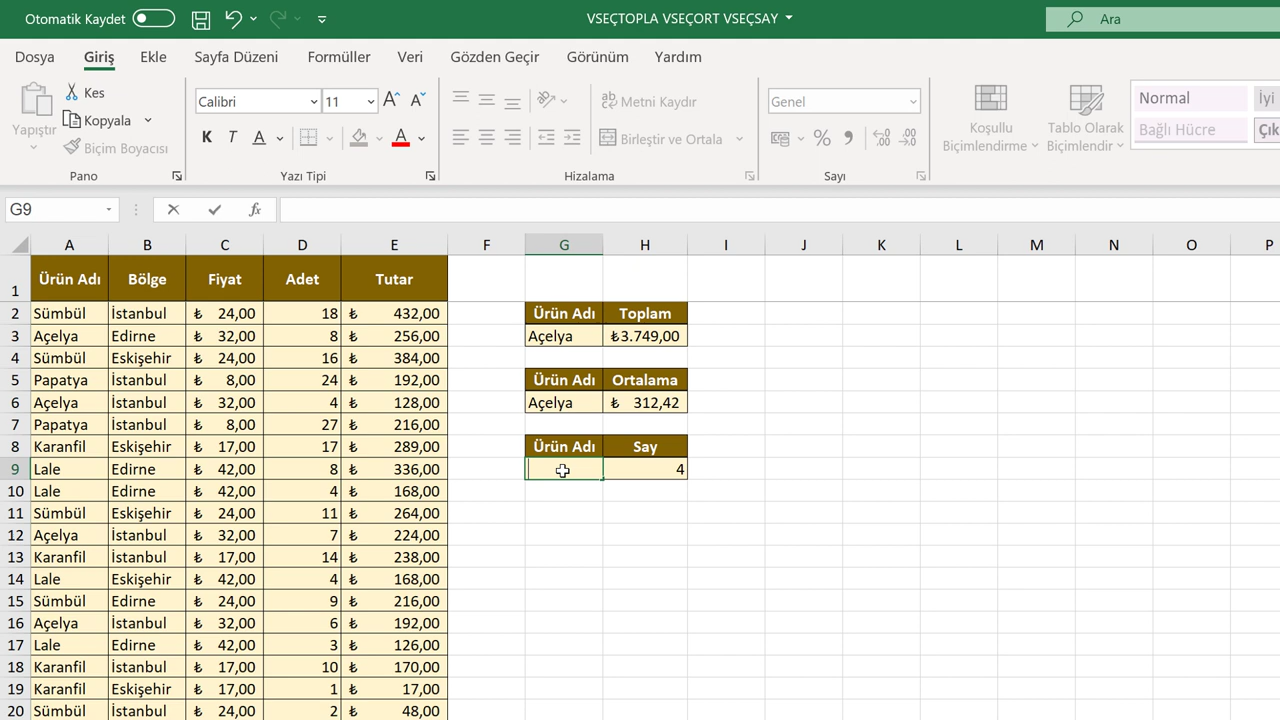 Otomatik Kaydet
VSEÇTOPLA VSEÇORT VSEÇSAY
Ara
Dosya Giriş Ekle Sayfa Düzeni Formüller Veri Gözden Geçir Görünüm Yardım
Yapıştır
Kes
Kopyala
Biçim Boyacısı
Pano
Calibri 11
K T A A
Yazı Tipi
Metni Kaydır
Birleştir ve Ortala
Hizalama
Genel
Sayı
Koşullu Biçimlendirme
Tablo Olarak Biçimlendir
Normal İyi
Bağlı Hücre
G9 fx
A B C D E F G H I J K L M N O P
1 Ürün Adı Bölge Fiyat Adet Tutar
2 Sümbül İstanbul ₺ 24,00 18 ₺ 432,00 Ürün Adı Toplam
3 Açelya Edirne ₺ 32,00 8 ₺ 256,00 Açelya ₺3.749,00
4 Sümbül Eskişehir ₺ 24,00 16 ₺ 384,00
5 Papatya İstanbul ₺ 8,00 24 ₺ 192,00 Ürün Adı Ortalama
6 Açelya İstanbul ₺ 32,00 4 ₺ 128,00 Açelya ₺ 312,42
7 Papatya İstanbul ₺ 8,00 27 ₺ 216,00
8 Karanfil Eskişehir ₺ 17,00 17 ₺ 289,00 Ürün Adı Say
9 Lale Edirne ₺ 42,00 8 ₺ 336,00 4
10 Lale Edirne ₺ 42,00 4 ₺ 168,00
11 Sümbül Eskişehir ₺ 24,00 11 ₺ 264,00
12 Açelya İstanbul ₺ 32,00 7 ₺ 224,00
13 Karanfil İstanbul ₺ 17,00 14 ₺ 238,00
14 Lale Eskişehir ₺ 42,00 4 ₺ 168,00
15 Sümbül Edirne ₺ 24,00 9 ₺ 216,00
16 Açelya İstanbul ₺ 32,00 6 ₺ 192,00
17 Lale Edirne ₺ 42,00 3 ₺ 126,00
18 Karanfil İstanbul ₺ 17,00 10 ₺ 170,00
19 Karanfil Eskişehir ₺ 17,00 1 ₺ 17,00
20 Sümbül İstanbul ₺ 24,00 2 ₺ 48,00